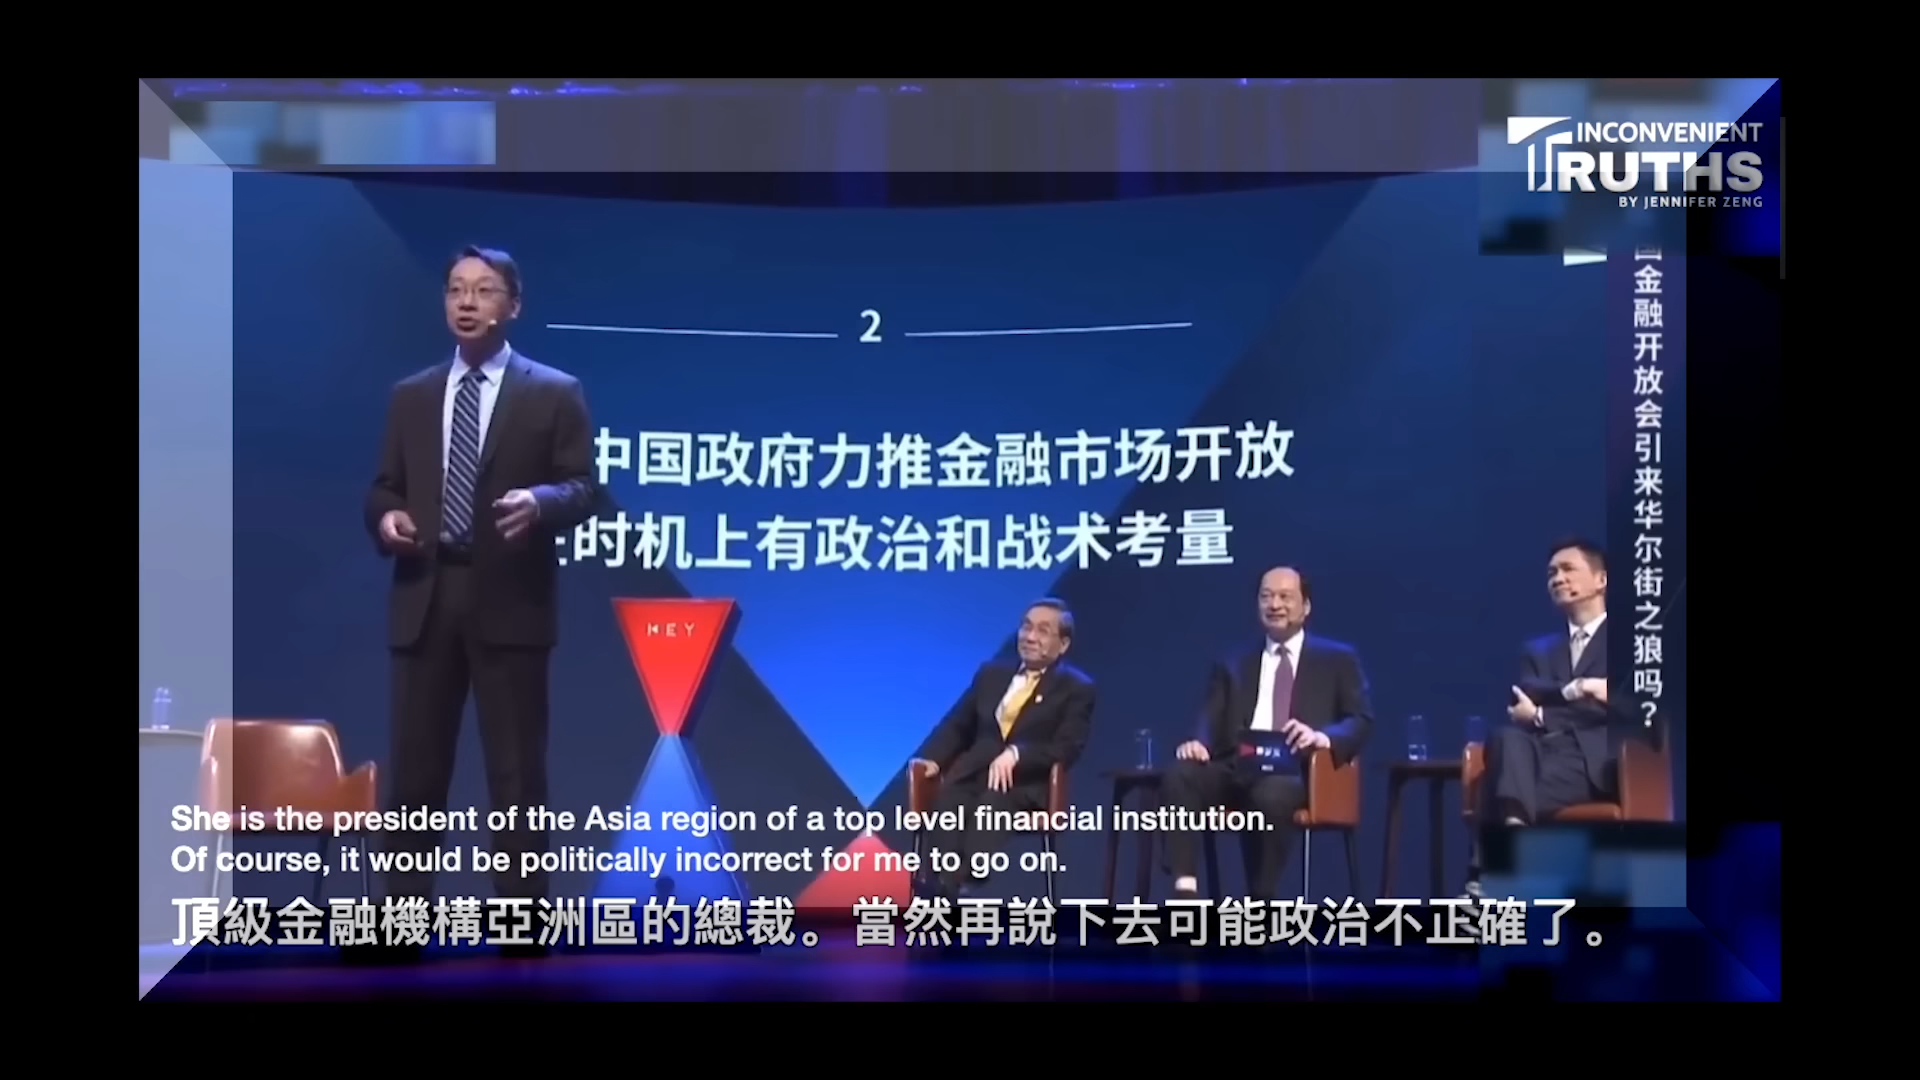 INCONVENIENT
TRUTHS
BY JENNIFER ZENG
2
中国政府力推金融市场开放
时机上有政治和战术考量
KEY
国金融开放会引来华尔街之狼吗？
She is the president of the Asia region of a top level financial institution.
Of course, it would be politically incorrect for me to go on.
頂級金融機構亞洲區的總裁。當然再說下去可能政治不正確了。